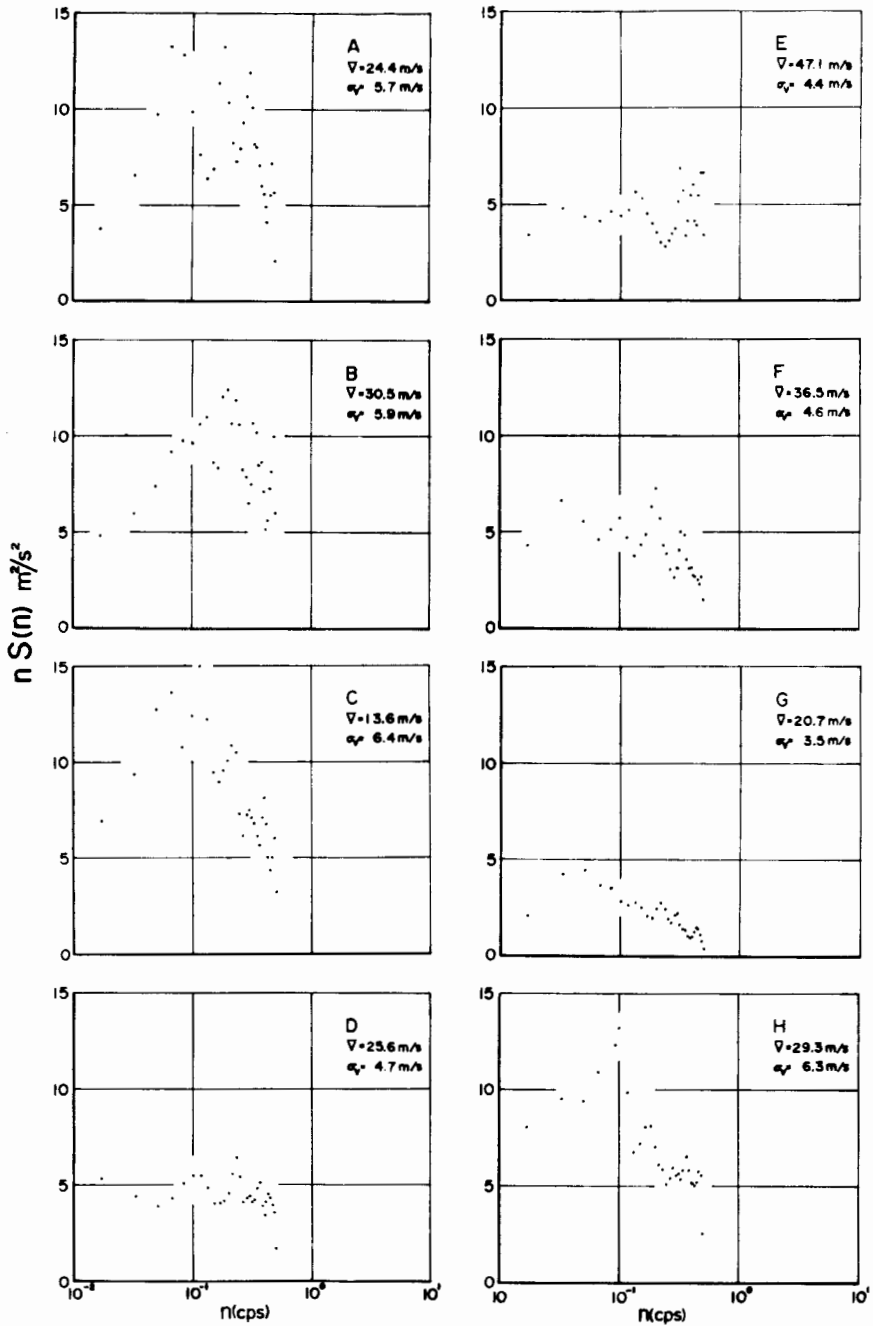 n S(n) m²/s²
15
10
5
0
A
V̄=24.4 m/s
σᵥ= 5.7 m/s
15
10
5
0
B
V̄=30.5 m/s
σᵥ= 5.9 m/s
15
10
5
0
C
V̄=13.6 m/s
σᵥ= 6.4 m/s
15
10
5
0
D
V̄=25.6 m/s
σᵥ= 4.7 m/s
10⁻² 10⁻¹ 10⁰ 10¹
n(cps)
15
10
5
0
E
V̄=47.1 m/s
σᵥ= 4.4 m/s
15
10
5
0
F
V̄=36.5 m/s
σᵥ= 4.6 m/s
15
10
5
0
G
V̄=20.7 m/s
σᵥ= 3.5 m/s
15
10
5
0
H
V̄=29.3 m/s
σᵥ= 6.3 m/s
10 10⁻¹ 10⁰ 10¹
n(cps)